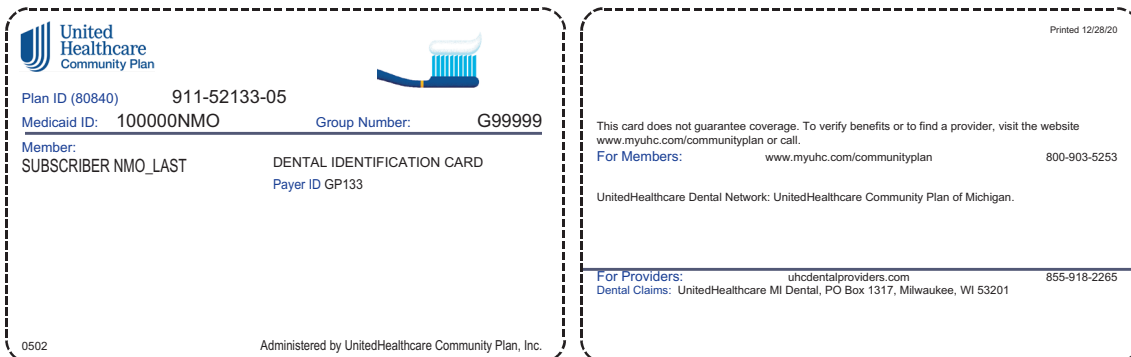 United
Healthcare
Community Plan
Plan ID (80840) 911-52133-05
Medicaid ID: 100000NMO Group Number: G99999
Member:
SUBSCRIBER NMO_LAST
DENTAL IDENTIFICATION CARD
Payer ID GP133
0502 Administered by UnitedHealthcare Community Plan, Inc.
Printed 12/28/20
This card does not guarantee coverage. To verify benefits or to find a provider, visit the website
www.myuhc.com/communityplan or call.
For Members: www.myuhc.com/communityplan 800-903-5253
UnitedHealthcare Dental Network: UnitedHealthcare Community Plan of Michigan.
For Providers: uhcdentalproviders.com 855-918-2265
Dental Claims: UnitedHealthcare MI Dental, PO Box 1317, Milwaukee, WI 53201